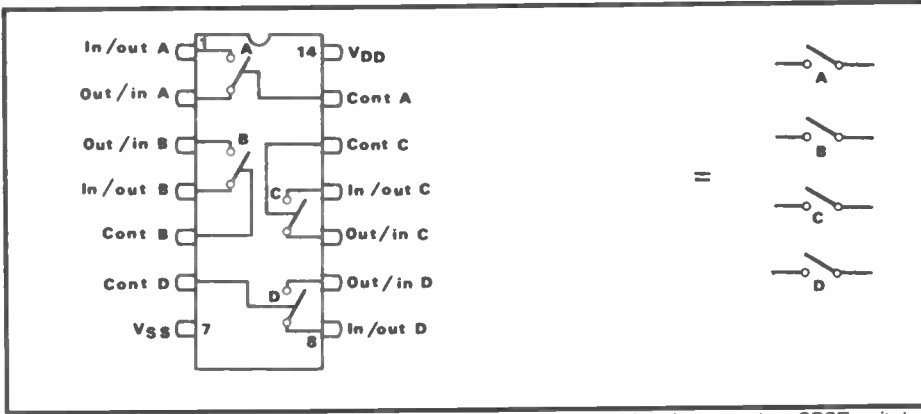 In/out A
1
A
14
VDD
Out/in A
Cont A
Out/in B
B
Cont C
In/out B
C
In/out C
Cont B
Out/in C
Cont D
D
Out/in D
VSS
7
8
In/out D
=
A
B
C
D